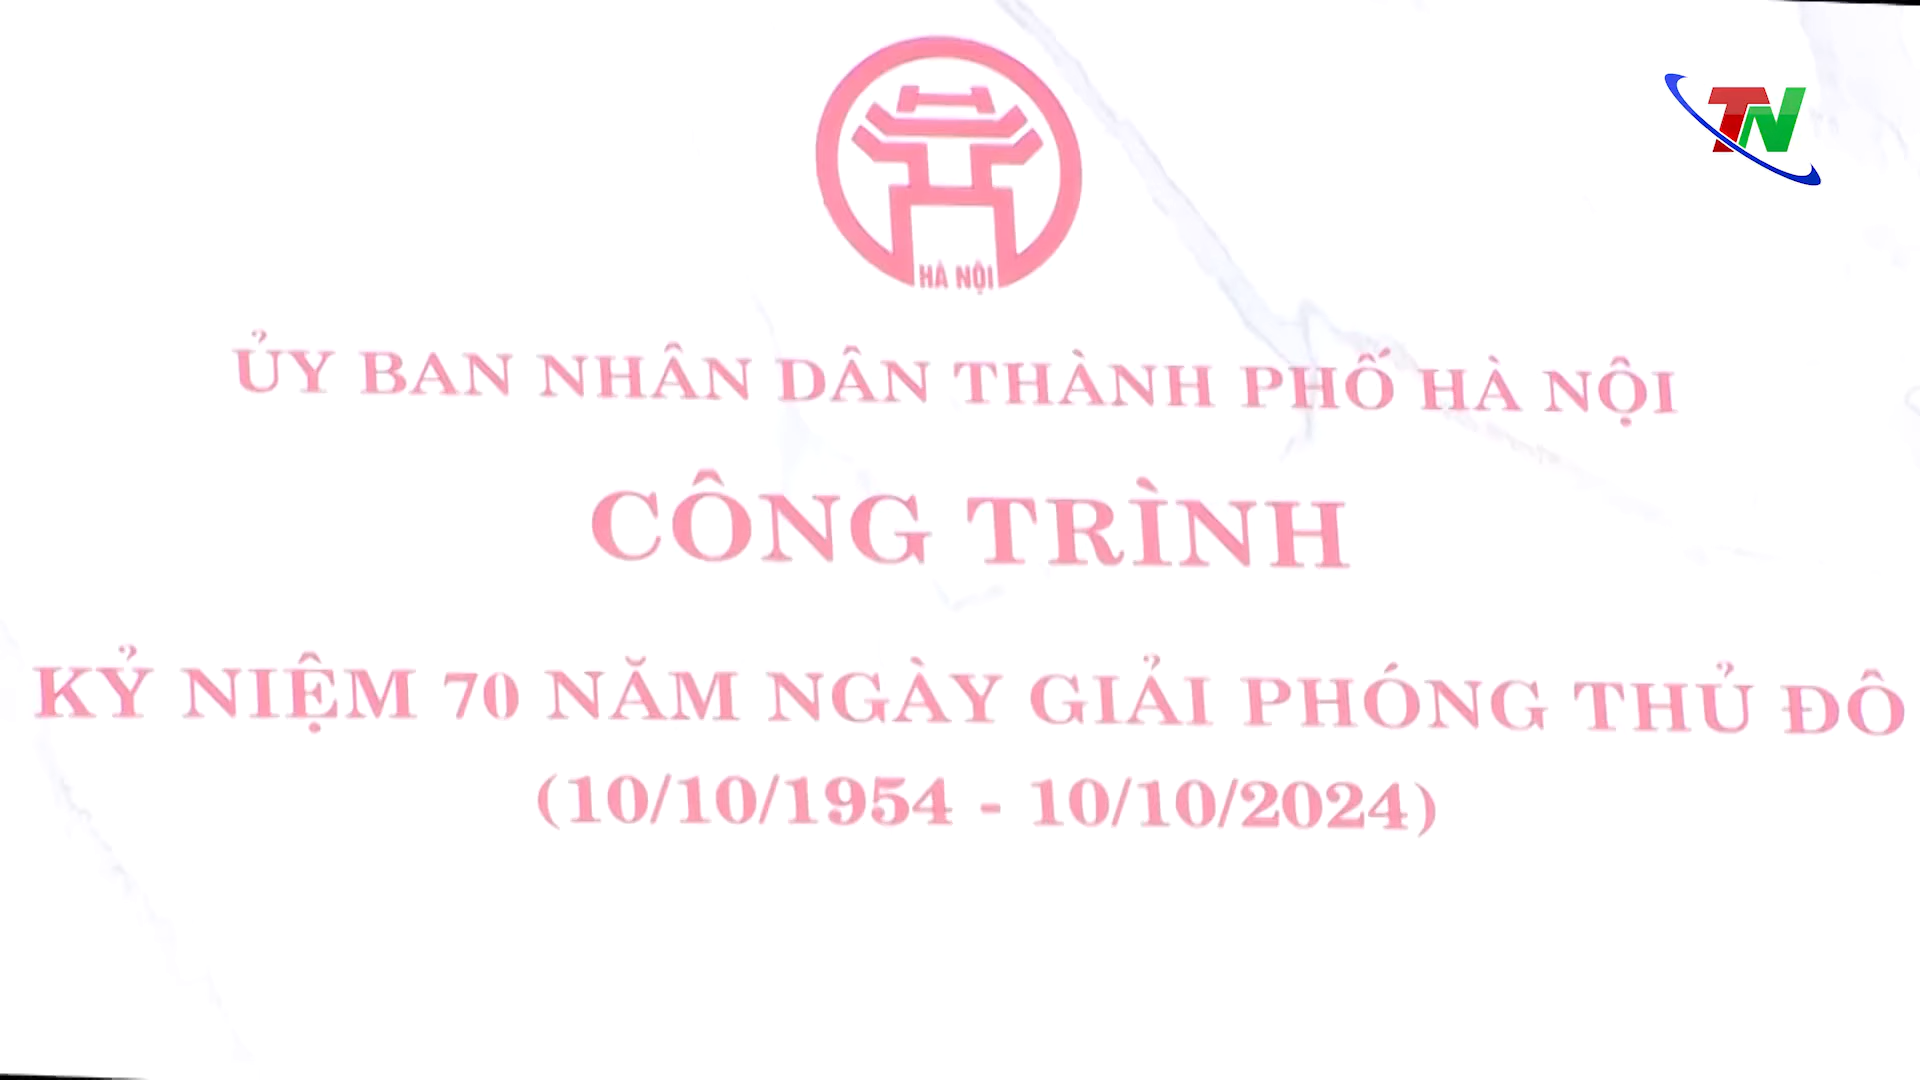 TN
HÀ NỘI
ỦY BAN NHÂN DÂN THÀNH PHỐ HÀ NỘI
CÔNG TRÌNH
KỶ NIỆM 70 NĂM NGÀY GIẢI PHÓNG THỦ ĐÔ
(10/10/1954 - 10/10/2024)